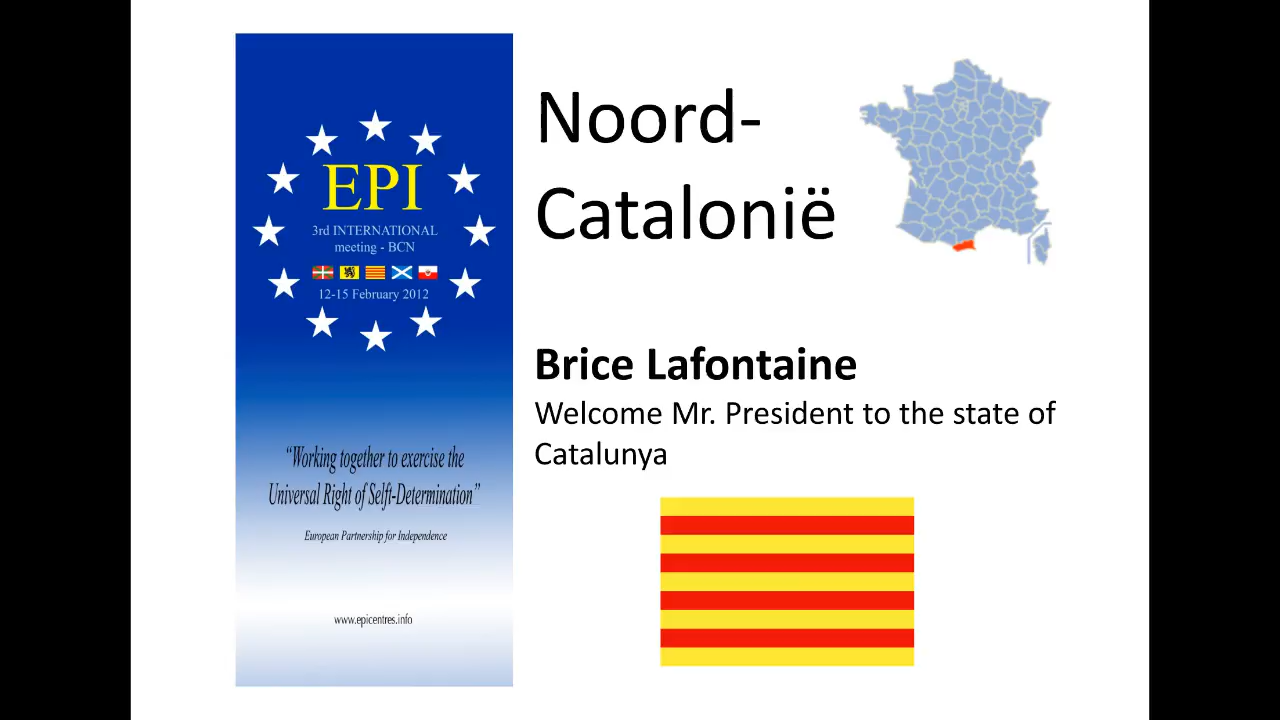 EPI
3rd INTERNATIONAL
meeting - BCN
12-15 February 2012
“Working together to exercise the
Universal Right of Selft-Determination”
European Partnership for Independence
www.epicentres.info
Noord-
Catalonië
Brice Lafontaine
Welcome Mr. President to the state of
Catalunya